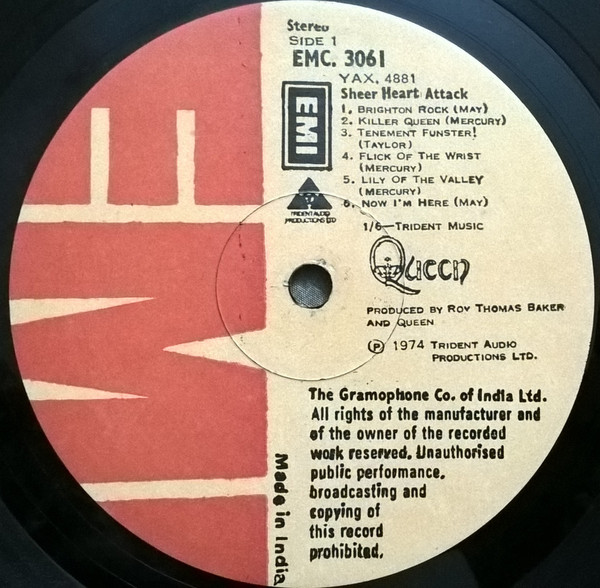 Stereo
SIDE 1
EMC. 3061
YAX. 4881
Sheer Heart Attack
1. BRIGHTON ROCK (MAY)
2. KILLER QUEEN (MERCURY)
3. TENEMENT FUNSTER!
(TAYLOR)
4. FLICK OF THE WRIST
(MERCURY)
5. LILY OF THE VALLEY
(MERCURY)
6. NOW I'M HERE (MAY)
1/6—TRIDENT MUSIC
EMI
TRIDENT AUDIO
PRODUCTIONS LTD
Queen
PRODUCED BY ROY THOMAS BAKER
AND QUEEN
Ⓟ 1974 TRIDENT AUDIO
PRODUCTIONS LTD.
The Gramophone Co. of India Ltd.
All rights of the manufacturer and
of the owner of the recorded
work reserved. Unauthorised
public performance,
broadcasting and
copying of
this record
prohibited.
Made in India
EMI